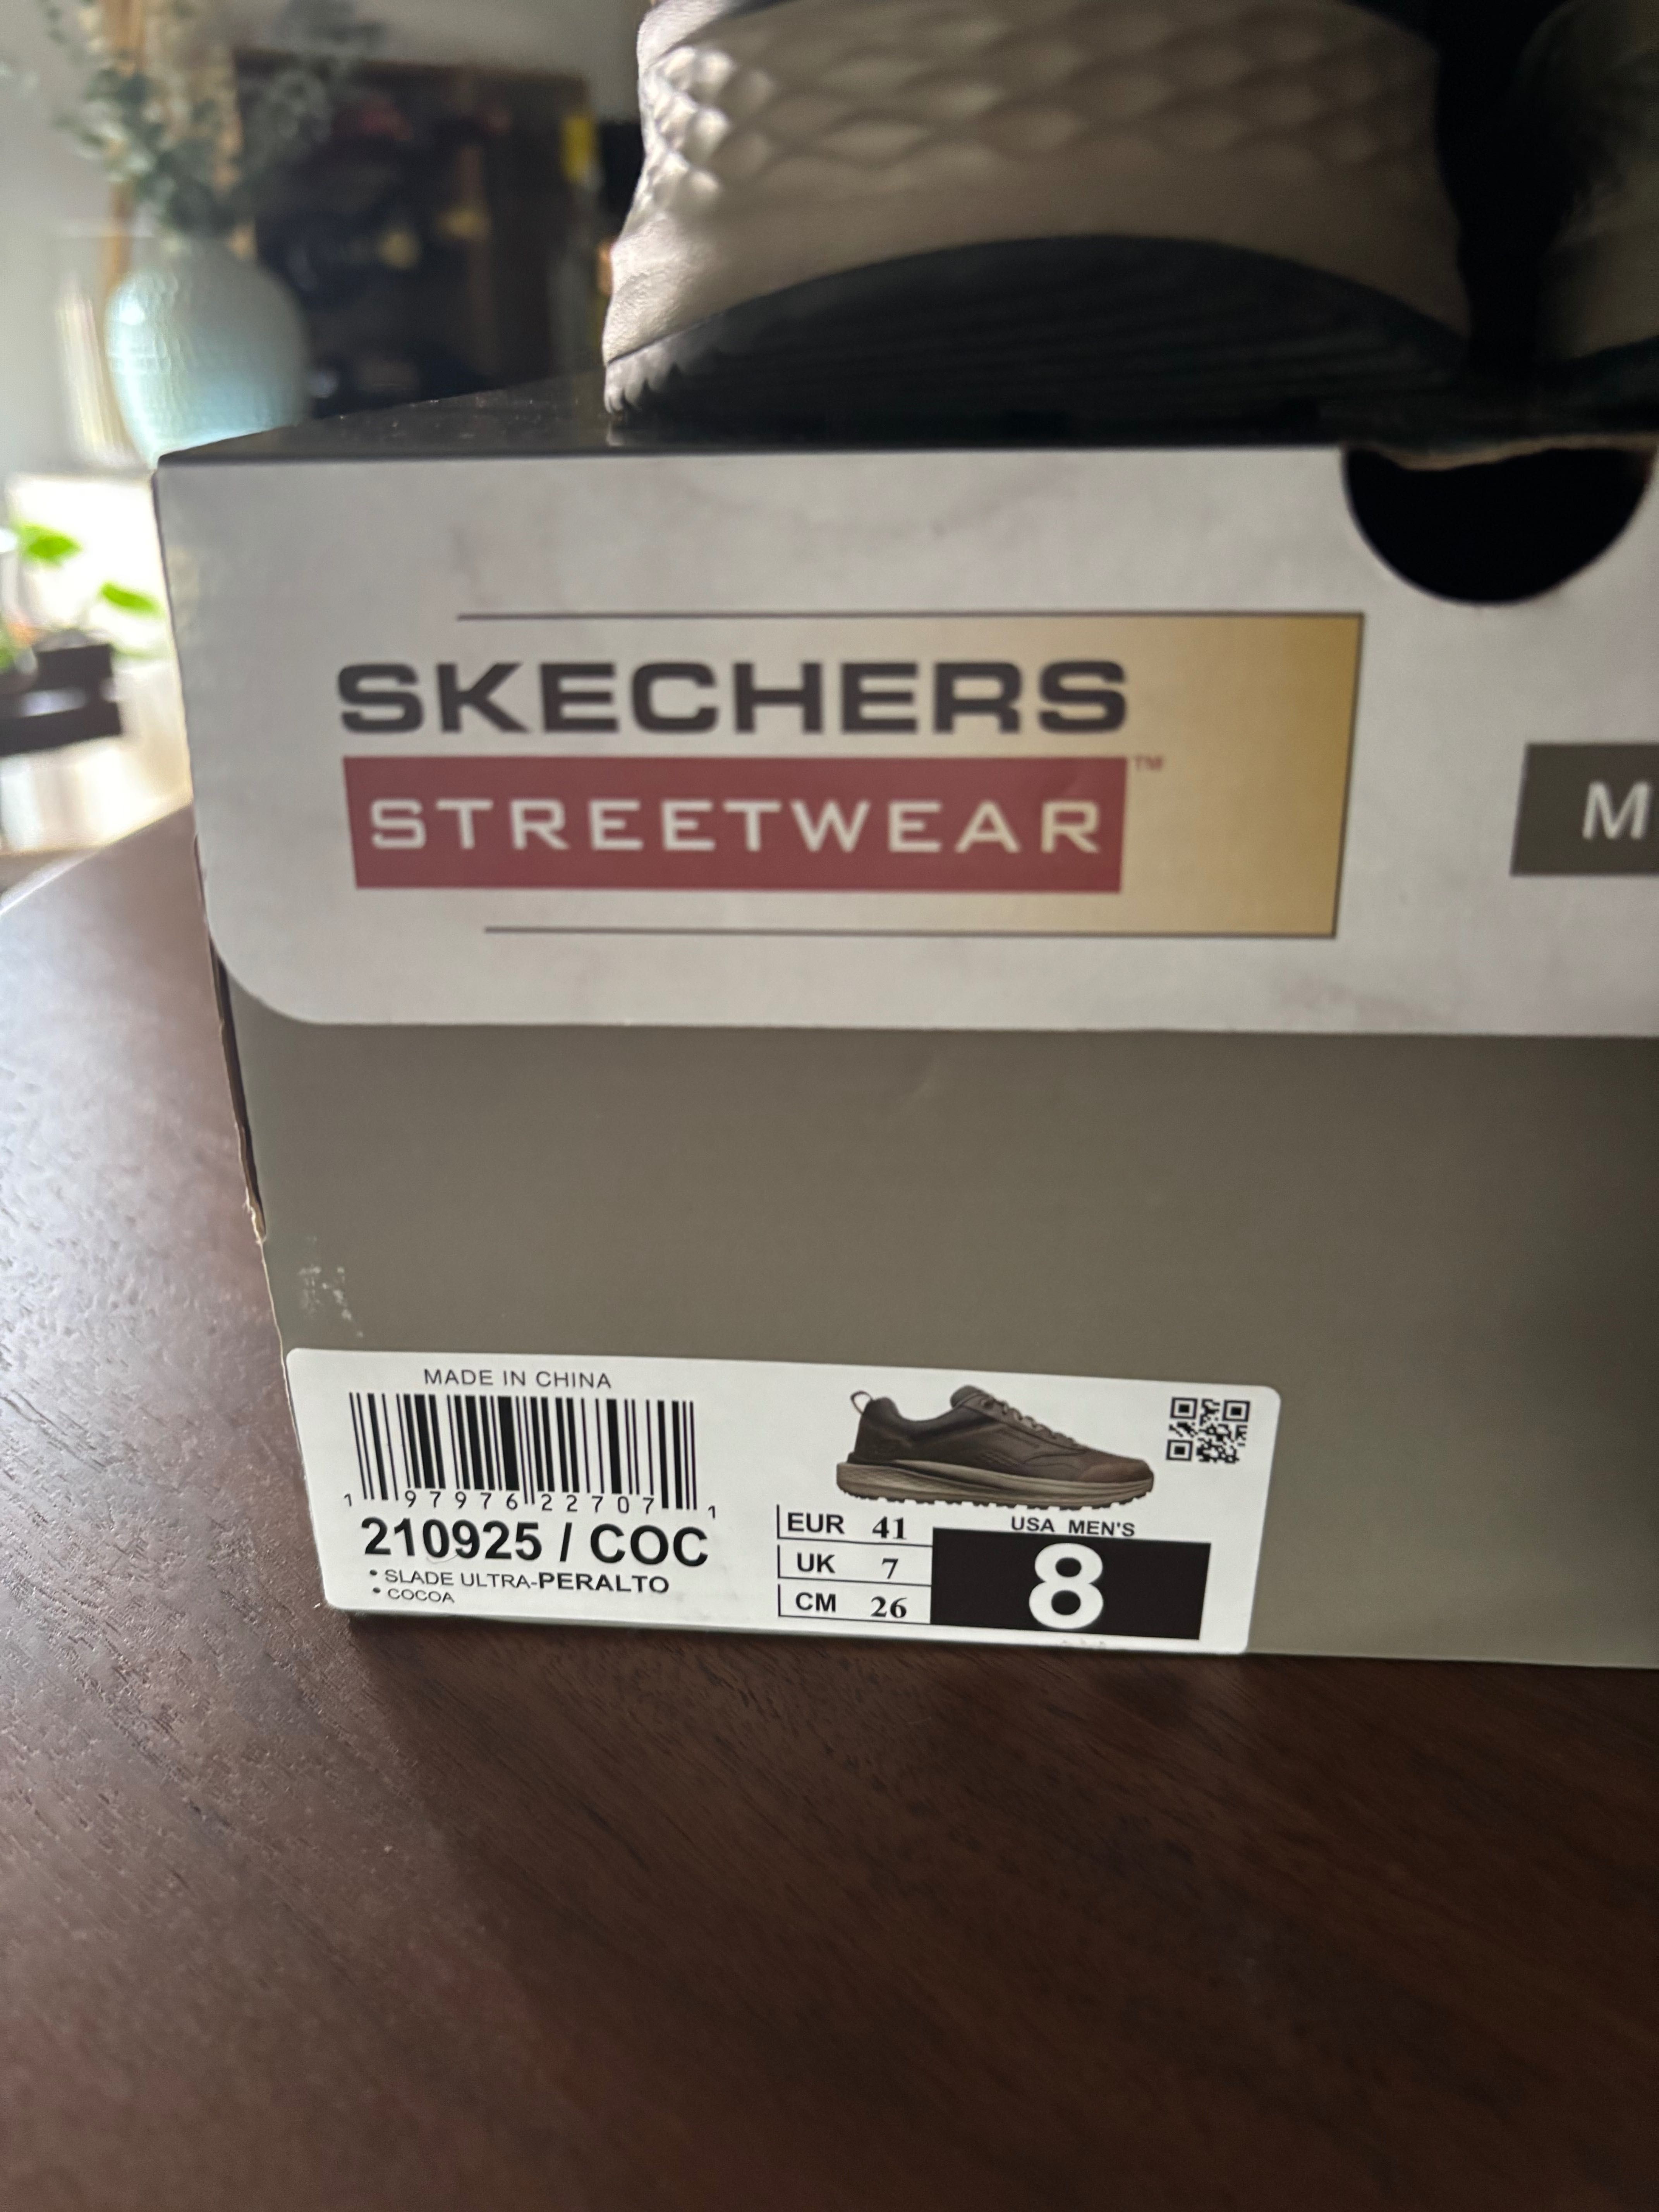 SKECHERS
STREETWEAR™
M
MADE IN CHINA
1 97976 22707 1
210925 / COC
• SLADE ULTRA-PERALTO
• COCOA
EUR 41
UK 7
CM 26
USA MEN'S
8